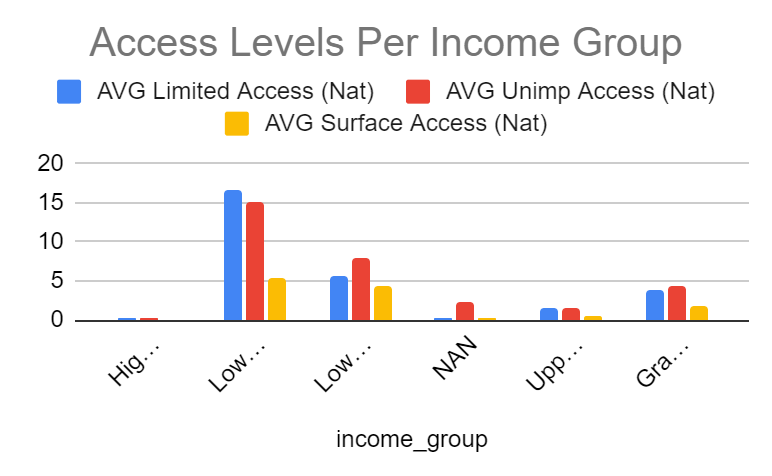 Access Levels Per Income Group
AVG Limited Access (Nat) AVG Unimp Access (Nat)
AVG Surface Access (Nat)
20
15
10
5
0
Hig...
Low...
Low...
NAN
Upp...
Gra...
income_group